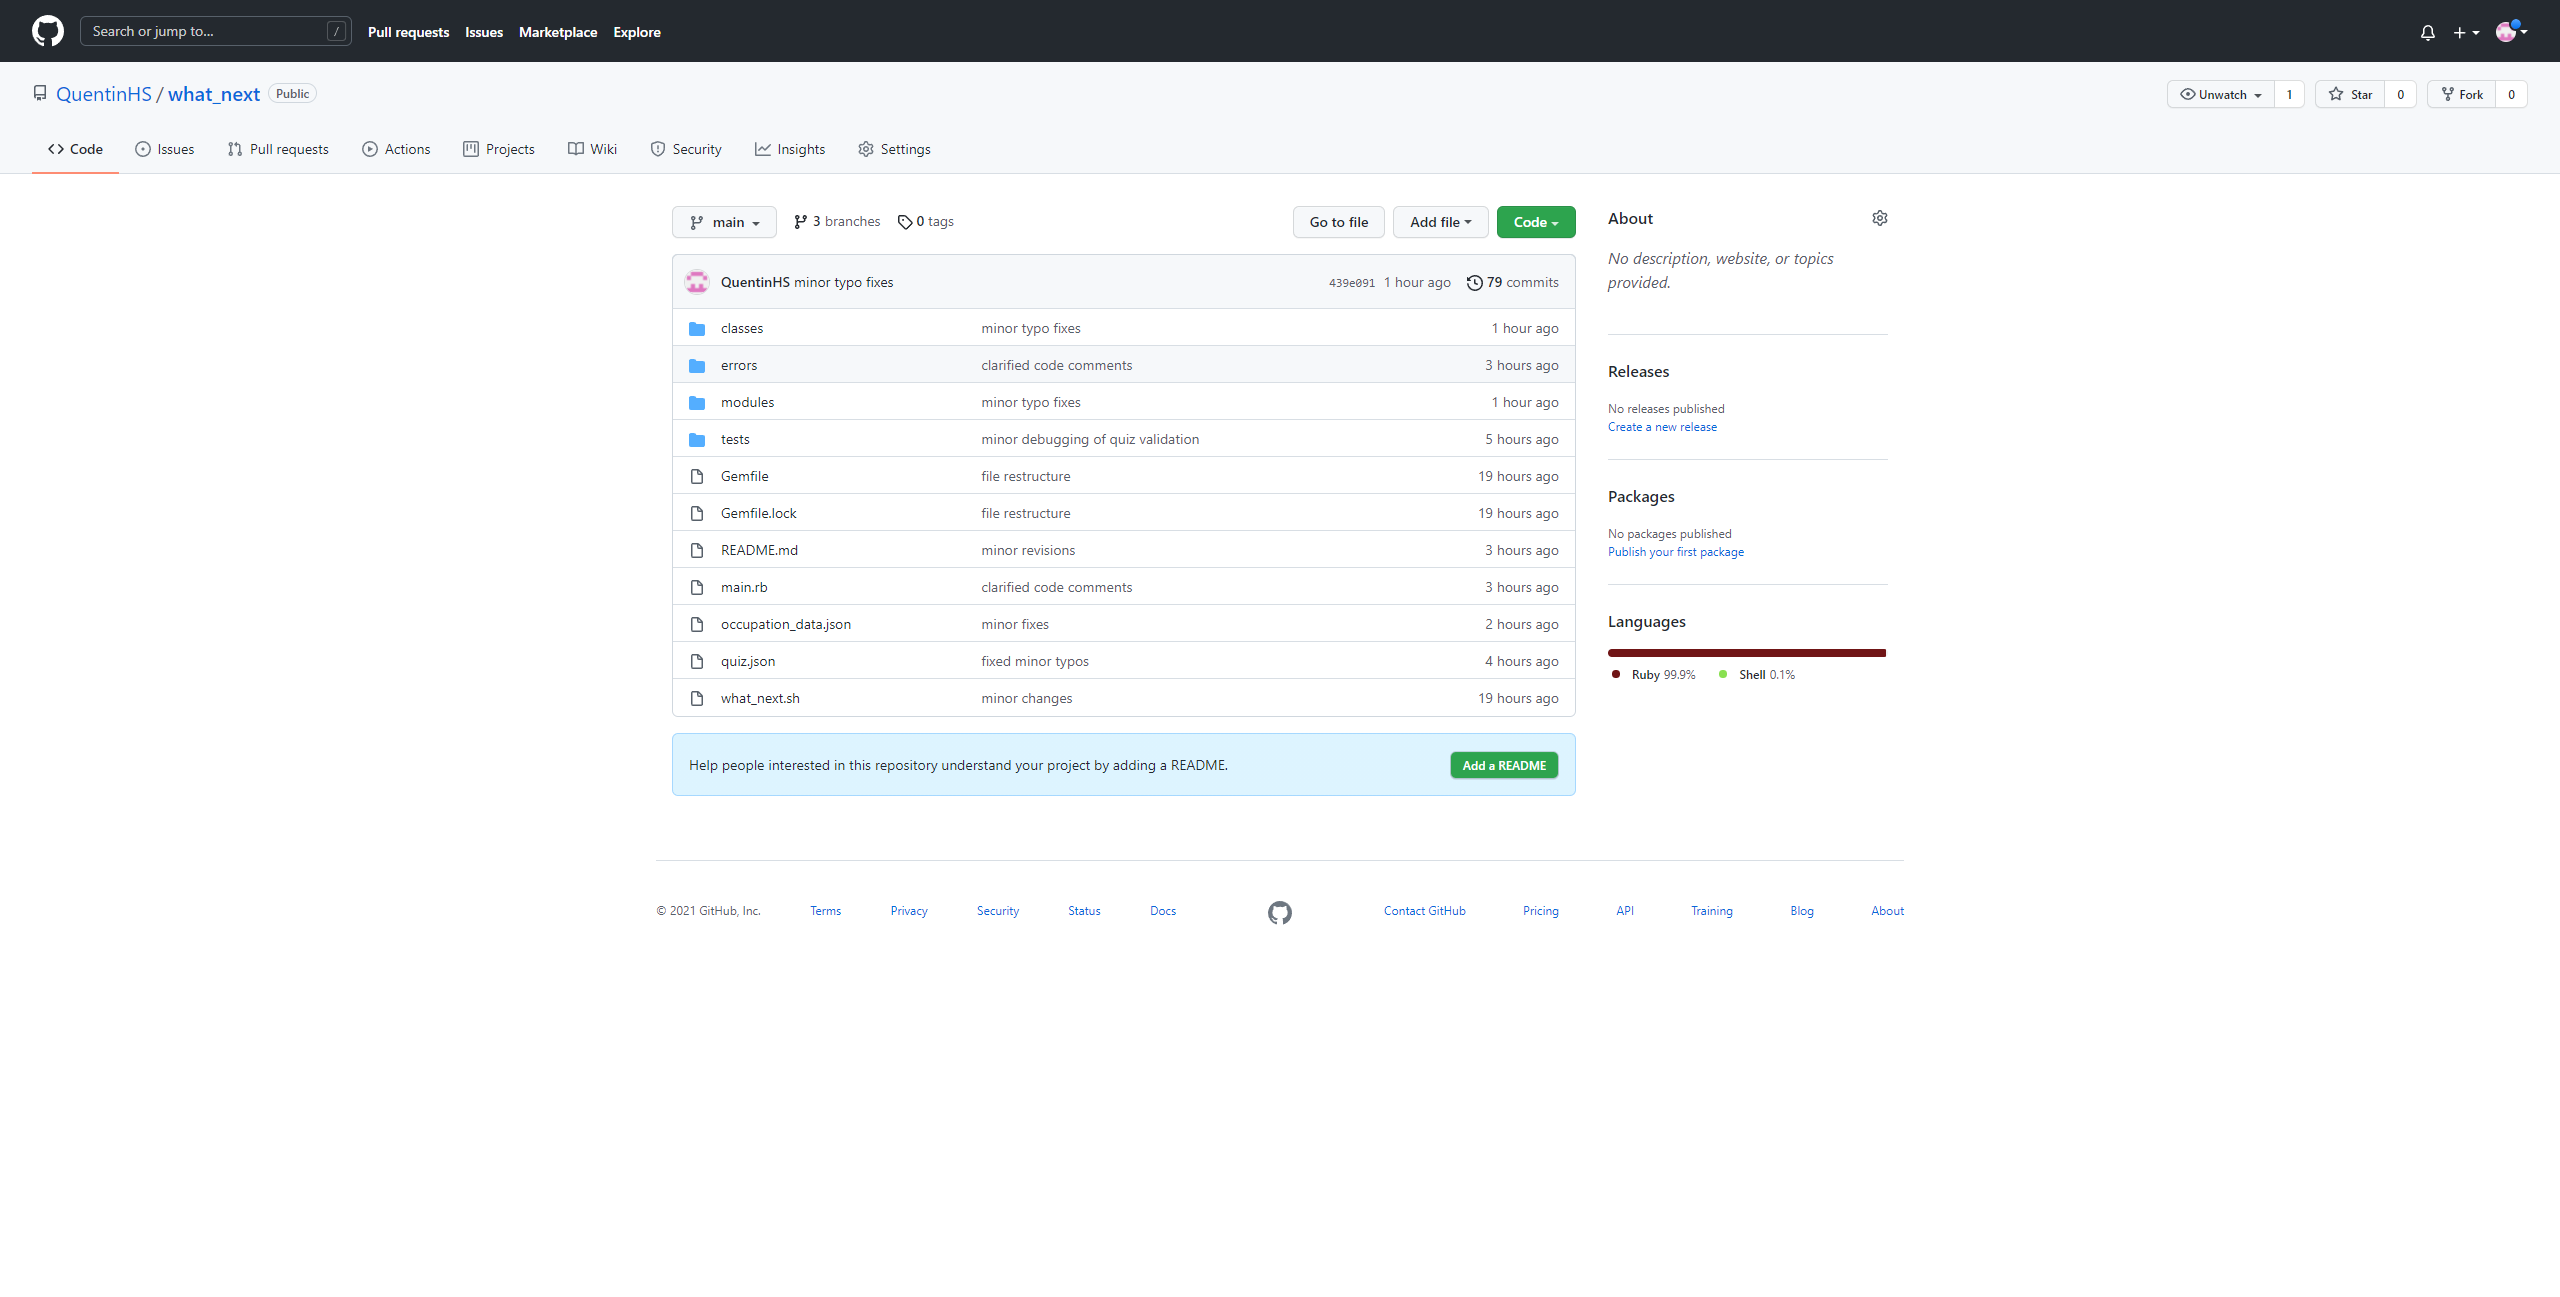 Search or jump to... /
Pull requests Issues Marketplace Explore
QuentinHS / what_next Public
Unwatch 1 Star 0 Fork 0
Code Issues Pull requests Actions Projects Wiki Security Insights Settings
main 3 branches 0 tags Go to file Add file Code
QuentinHS minor typo fixes 439e091 1 hour ago 79 commits
classes minor typo fixes 1 hour ago
errors clarified code comments 3 hours ago
modules minor typo fixes 1 hour ago
tests minor debugging of quiz validation 5 hours ago
Gemfile file restructure 19 hours ago
Gemfile.lock file restructure 19 hours ago
README.md minor revisions 3 hours ago
main.rb clarified code comments 3 hours ago
occupation_data.json minor fixes 2 hours ago
quiz.json fixed minor typos 4 hours ago
what_next.sh minor changes 19 hours ago
Help people interested in this repository understand your project by adding a README. Add a README
About
No description, website, or topics
provided.
Releases
No releases published
Create a new release
Packages
No packages published
Publish your first package
Languages
Ruby 99.9% Shell 0.1%
© 2021 GitHub, Inc. Terms Privacy Security Status Docs Contact GitHub Pricing API Training Blog About